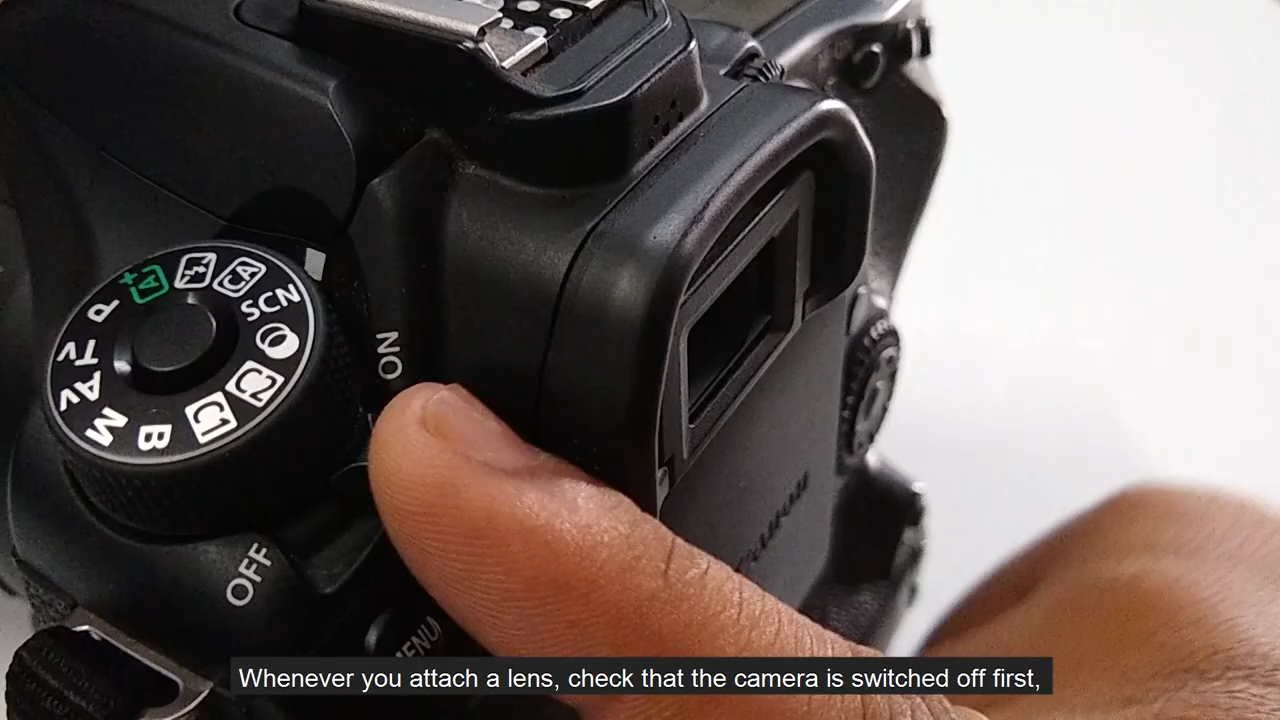 A+
CA
SCN
P
Tv
Av
M
B
C1
C2
ON
OFF
MENU
Canon
Whenever you attach a lens, check that the camera is switched off first,